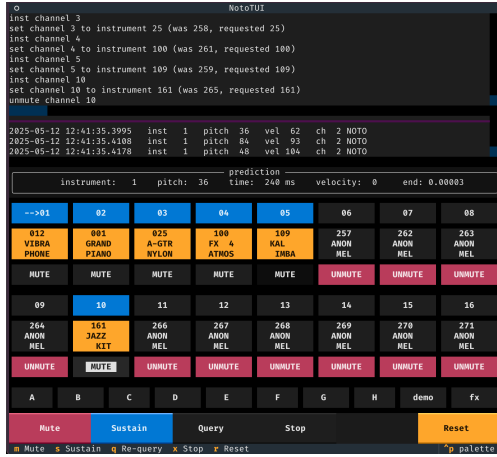 O NotoTUI
inst channel 3
set channel 3 to instrument 25 (was 258, requested 25)
inst channel 4
set channel 4 to instrument 100 (was 261, requested 100)
inst channel 5
set channel 5 to instrument 109 (was 259, requested 109)
inst channel 10
set channel 10 to instrument 161 (was 265, requested 161)
unmute channel 10
2025-05-12 12:41:35.3995 inst 1 pitch 36 vel 62 ch 2 NOTO
2025-05-12 12:41:35.4108 inst 1 pitch 84 vel 93 ch 2 NOTO
2025-05-12 12:41:35.4178 inst 1 pitch 48 vel 104 ch 2 NOTO
prediction
instrument: 1 pitch: 36 time: 240 ms velocity: 0 end: 0.00003
-->01 02 03 04 05 06 07 08
012 001 025 100 109 257 262 263
VIBRA GRAND A-GTR FX 4 KAL ANON ANON ANON
PHONE PIANO NYLON ATMOS IMBA MEL MEL MEL
MUTE MUTE MUTE MUTE MUTE UNMUTE UNMUTE UNMUTE
09 10 11 12 13 14 15 16
264 161 266 267 268 269 270 271
ANON JAZZ ANON ANON ANON ANON ANON ANON
MEL KIT MEL MEL MEL MEL MEL MEL
UNMUTE MUTE UNMUTE UNMUTE UNMUTE UNMUTE UNMUTE UNMUTE
A B C D E F G H demo fx
Mute Sustain Query Stop Reset
m Mute s Sustain q Re-query x Stop r Reset ^p palette